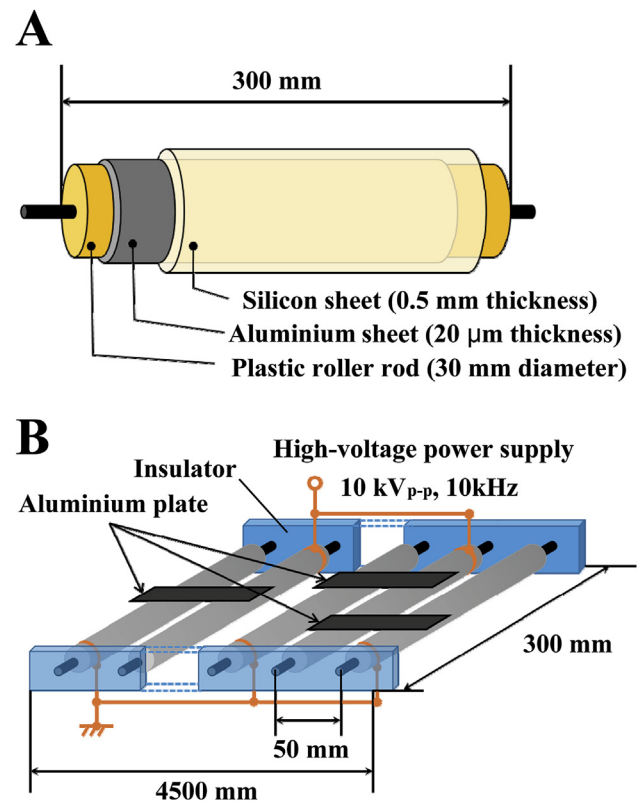 A
300 mm
Silicon sheet (0.5 mm thickness)
Aluminium sheet (20 μm thickness)
Plastic roller rod (30 mm diameter)
B
High-voltage power supply
Insulator
10 kVp-p, 10kHz
Aluminium plate
300 mm
50 mm
4500 mm